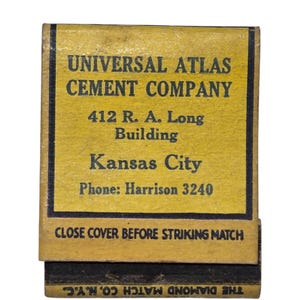 UNIVERSAL ATLAS
CEMENT COMPANY
412 R. A. Long
Building
Kansas City
Phone: Harrison 3240
CLOSE COVER BEFORE STRIKING MATCH
THE DIAMOND MATCH CO. N.Y.C.